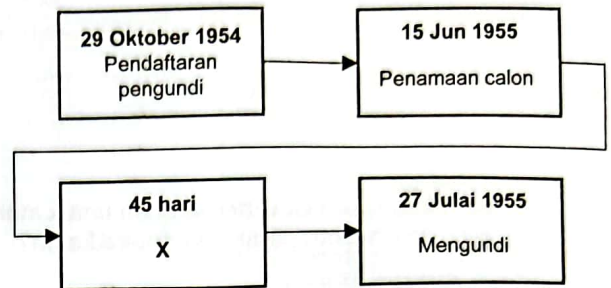 29 Oktober 1954
Pendaftaran
pengundi
15 Jun 1955
Penamaan calon
45 hari
X
27 Julai 1955
Mengundi